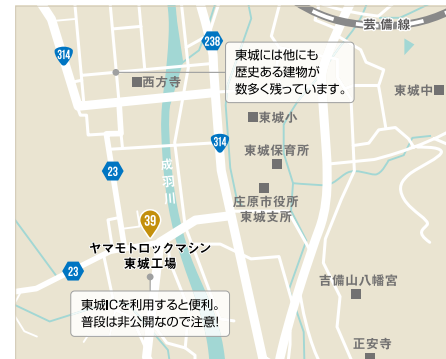 芸備線
238
314
東城には他にも
歴史ある建物が
数多く残っています。
西方寺
東城中
東城小
314
東城保育所
23
成羽川
庄原市役所
東城支所
39
ヤマモトロックマシン
東城工場
23
吉備山八幡宮
東城ICを利用すると便利。
普段は非公開なので注意!
正安寺